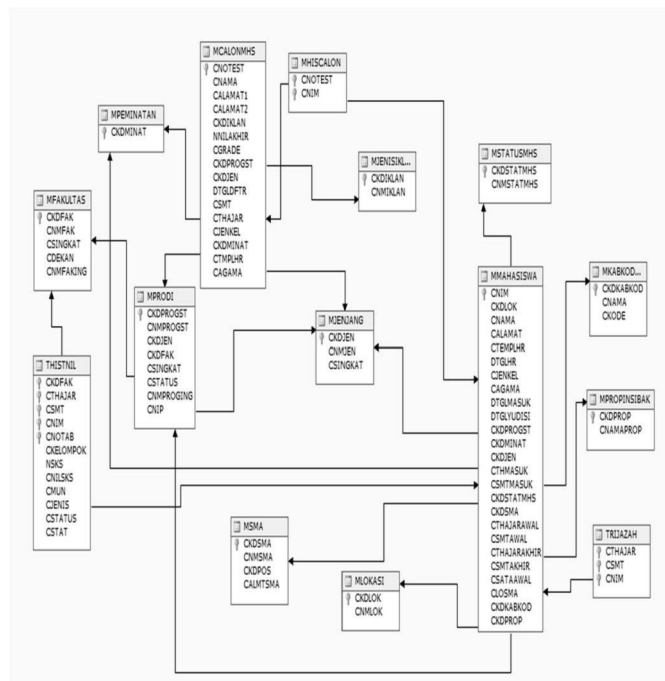 MCALONMHS
CNOTEST
CNAMA
CALAMAT1
CALAMAT2
CKDIKLAN
NNILAKHIR
CGRADE
CKDPROGST
CKDJEN
DTGLDFTR
CSMT
CTHAJAR
CJENKEL
CKDMINAT
CTMPLHR
CAGAMA
MHISCALON
CNOTEST
CNIM
MPEMINATAN
CKDMINAT
MJENISIKL...
CKDIKLAN
CNMIKLAN
MSTATUSMHS
CKDSTATMHS
CNMSTATMHS
MFAKULTAS
CKDFAK
CNMFAK
CSINGKAT
CDEKAN
CNMFAKING
MPRODI
CKDPROGST
CNMPROGST
CKDJEN
CKDFAK
CSINGKAT
CSTATUS
CNMPROGING
CNIP
MJENJANG
CKDJEN
CNMJEN
CSINGKAT
MMAHASISWA
CNIM
CKDLOK
CNAMA
CALAMAT
CTEMPLHR
DTGLHR
CJENKEL
CAGAMA
DTGLMASUK
DTGLYUDISI
CKDPROGST
CKDMINAT
CKDJEN
CTHMASUK
CSMTMASUK
CKDSTATMHS
CKDSMA
CTHAJARAWAL
CSMTAWAL
CTHAJARAKHIR
CSMTAKHIR
CSATAAWAL
CLOSMA
CKDKABKOD
CKDPROP
MKABKOD...
CKDKABKOD
CNAMA
CKODE
MPROPINSIBAK
CKDPROP
CNAMAPROP
THISTNIL
CKDFAK
CTHAJAR
CSMT
CNIM
CNOTAB
CKELOMPOK
NSKS
CNILSKS
CMUN
CJENIS
CSTATUS
CSTAT
MSMA
CKDSMA
CNMSMA
CKDPOS
CALMTSMA
MLOKASI
CKDLOK
CNMLOK
TRIJAZAH
CTHAJAR
CSMT
CNIM